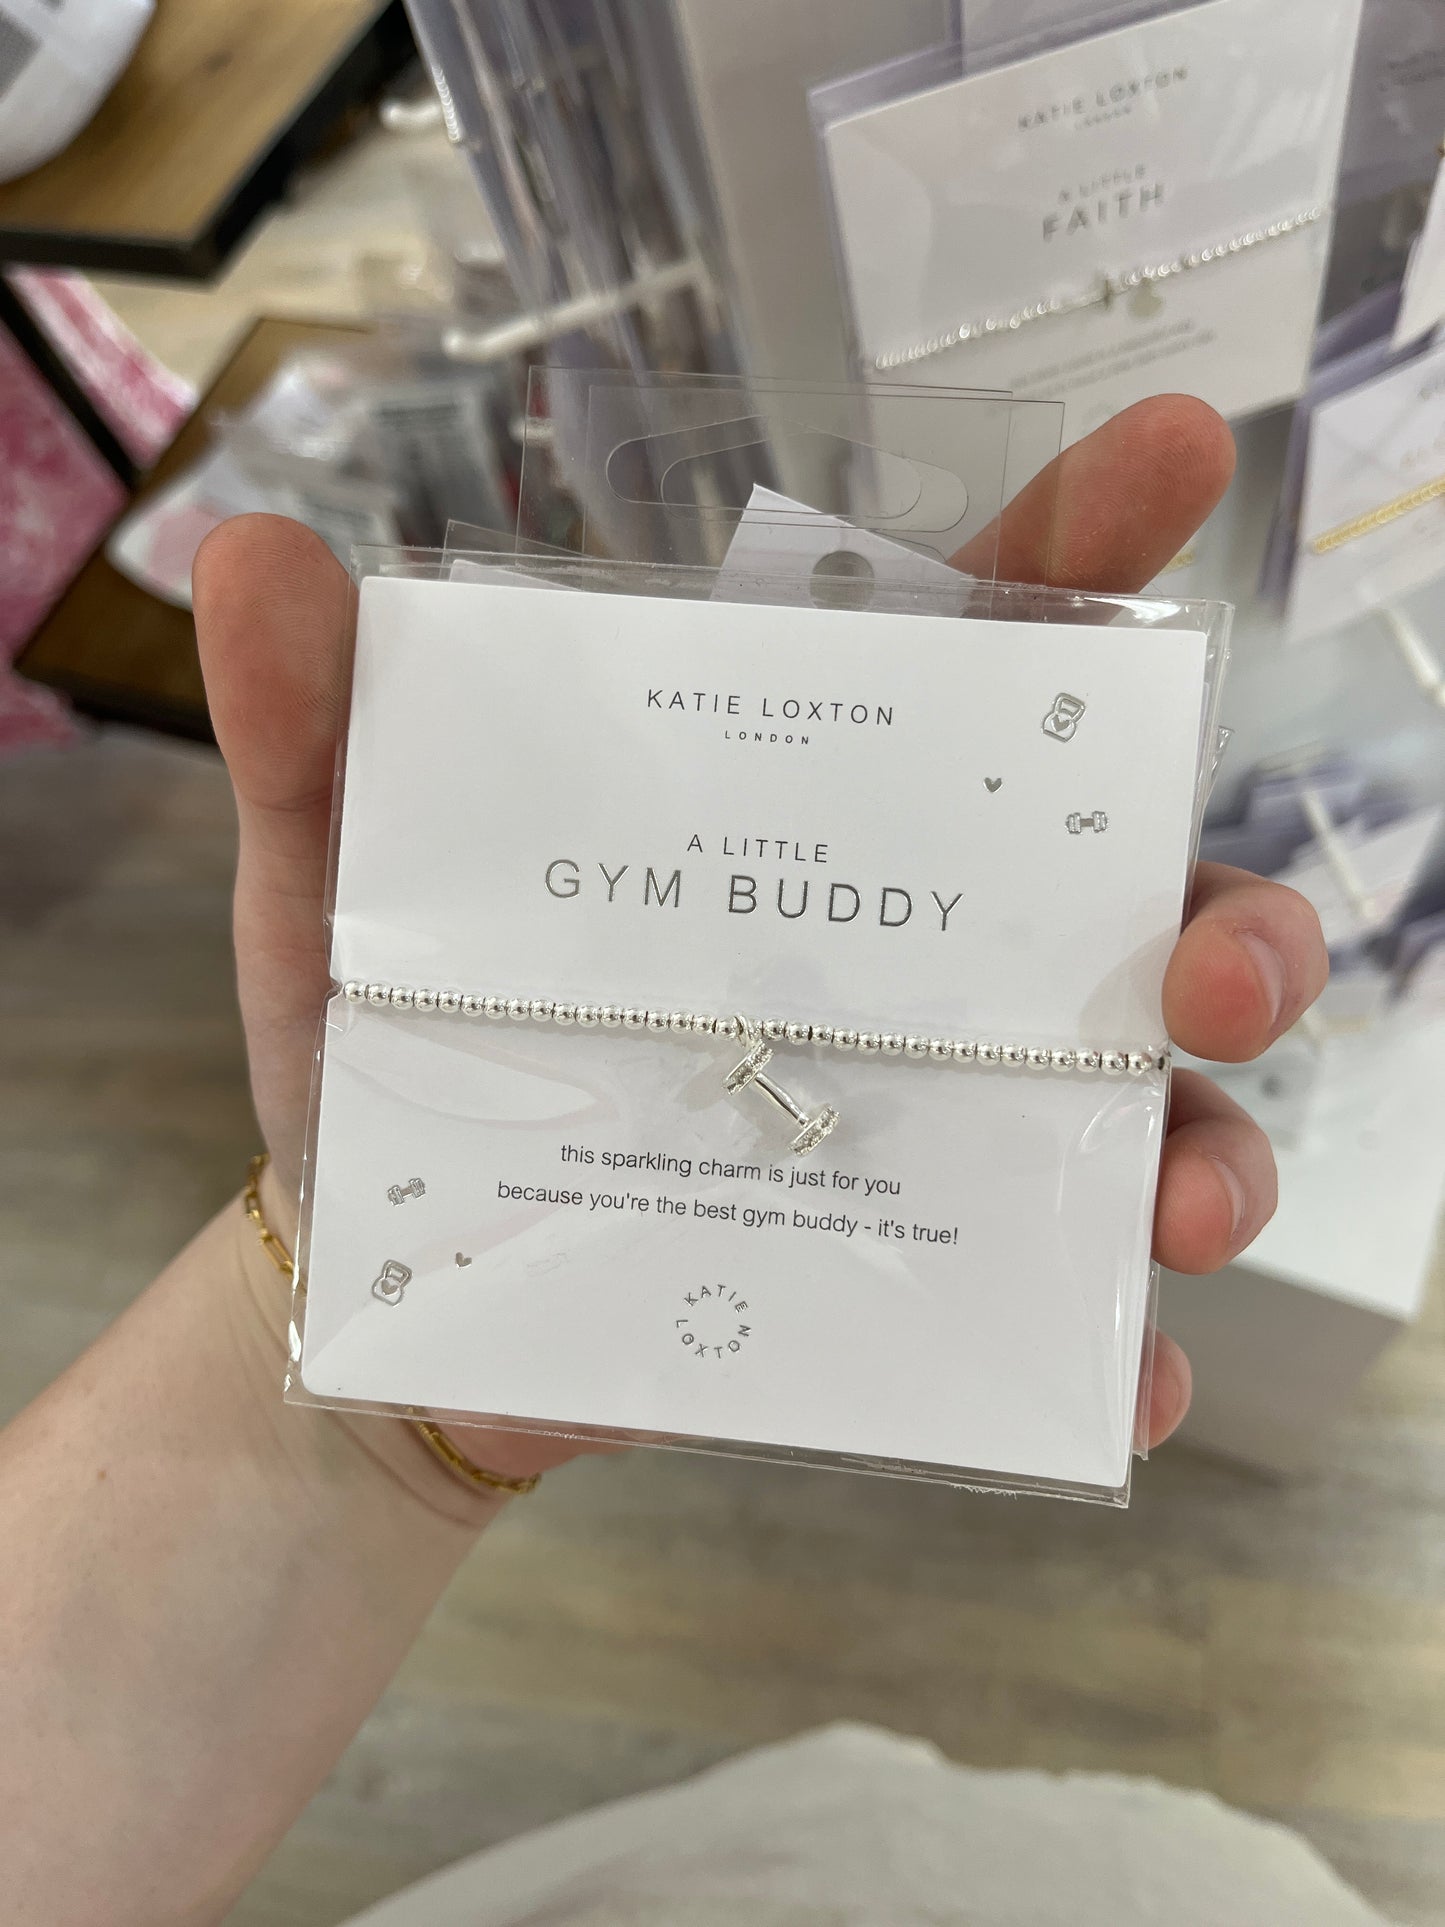 KATIE LOXTON
LONDON
A LITTLE
FAITH
KATIE LOXTON
LONDON
A LITTLE
GYM BUDDY
this sparkling charm is just for you
because you're the best gym buddy - it's true!
KATIE LOXTON